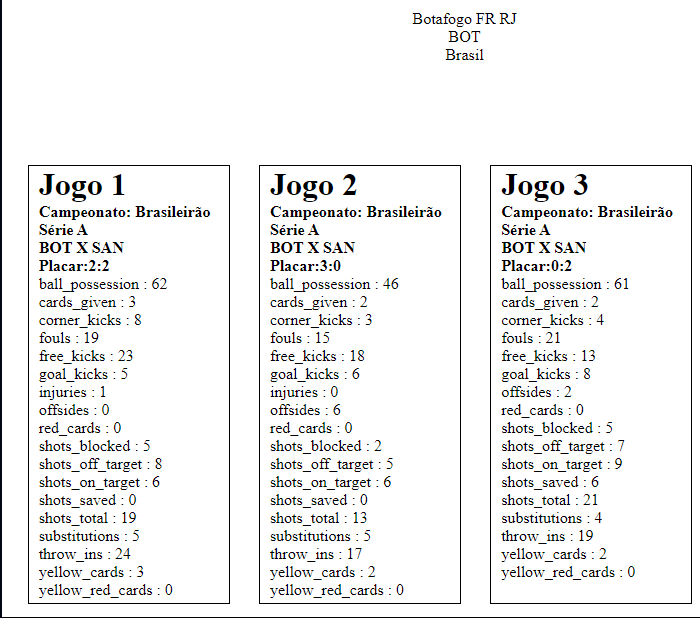 Botafogo FR RJ
BOT
Brasil
Jogo 1
Campeonato: Brasileirão
Série A
BOT X SAN
Placar:2:2
ball_possession : 62
cards_given : 3
corner_kicks : 8
fouls : 19
free_kicks : 23
goal_kicks : 5
injuries : 1
offsides : 0
red_cards : 0
shots_blocked : 5
shots_off_target : 8
shots_on_target : 6
shots_saved : 0
shots_total : 19
substitutions : 5
throw_ins : 24
yellow_cards : 3
yellow_red_cards : 0
Jogo 2
Campeonato: Brasileirão
Série A
BOT X SAN
Placar:3:0
ball_possession : 46
cards_given : 2
corner_kicks : 3
fouls : 15
free_kicks : 18
goal_kicks : 6
injuries : 0
offsides : 6
red_cards : 0
shots_blocked : 2
shots_off_target : 5
shots_on_target : 6
shots_saved : 0
shots_total : 13
substitutions : 5
throw_ins : 17
yellow_cards : 2
yellow_red_cards : 0
Jogo 3
Campeonato: Brasileirão
Série A
BOT X SAN
Placar:0:2
ball_possession : 61
cards_given : 2
corner_kicks : 4
fouls : 21
free_kicks : 13
goal_kicks : 8
offsides : 2
red_cards : 0
shots_blocked : 5
shots_off_target : 7
shots_on_target : 9
shots_saved : 6
shots_total : 21
substitutions : 4
throw_ins : 19
yellow_cards : 2
yellow_red_cards : 0